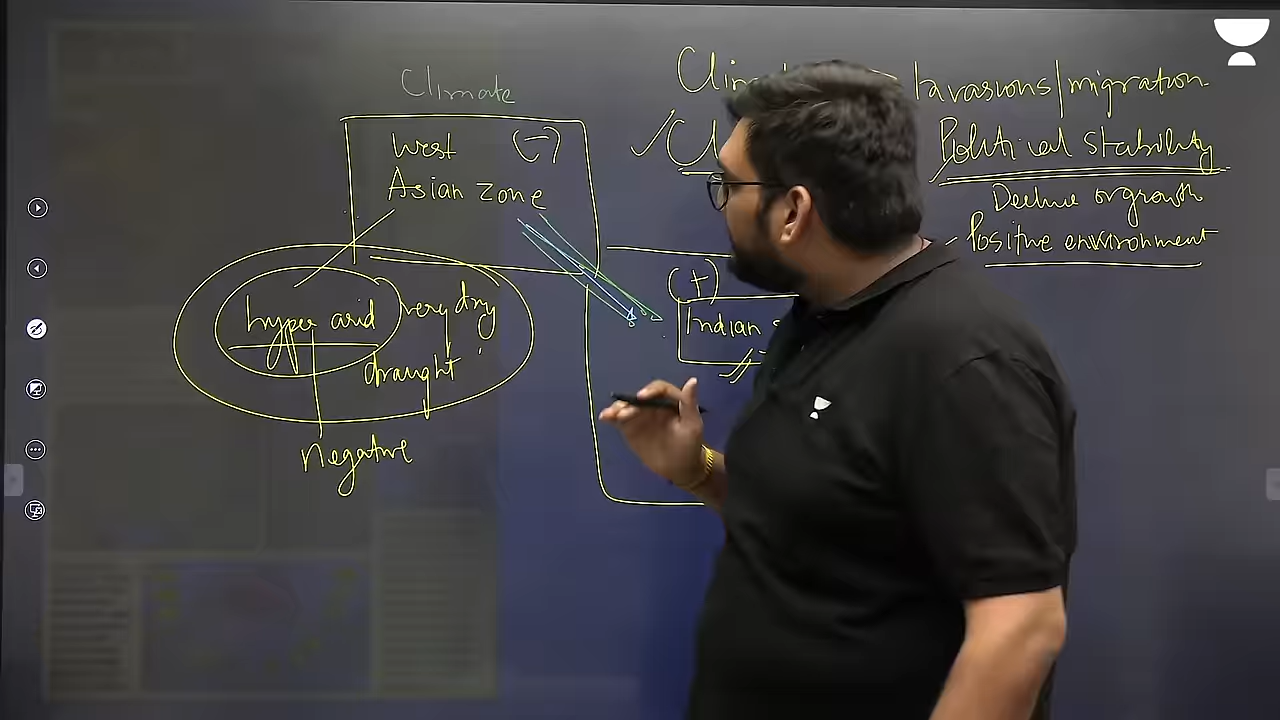 Climate
West (-)
Asian zone
hyper arid very dry
draught
negative
Invasions/migration
Political stability
Decline or growth
Positive environment
(+)
Indian